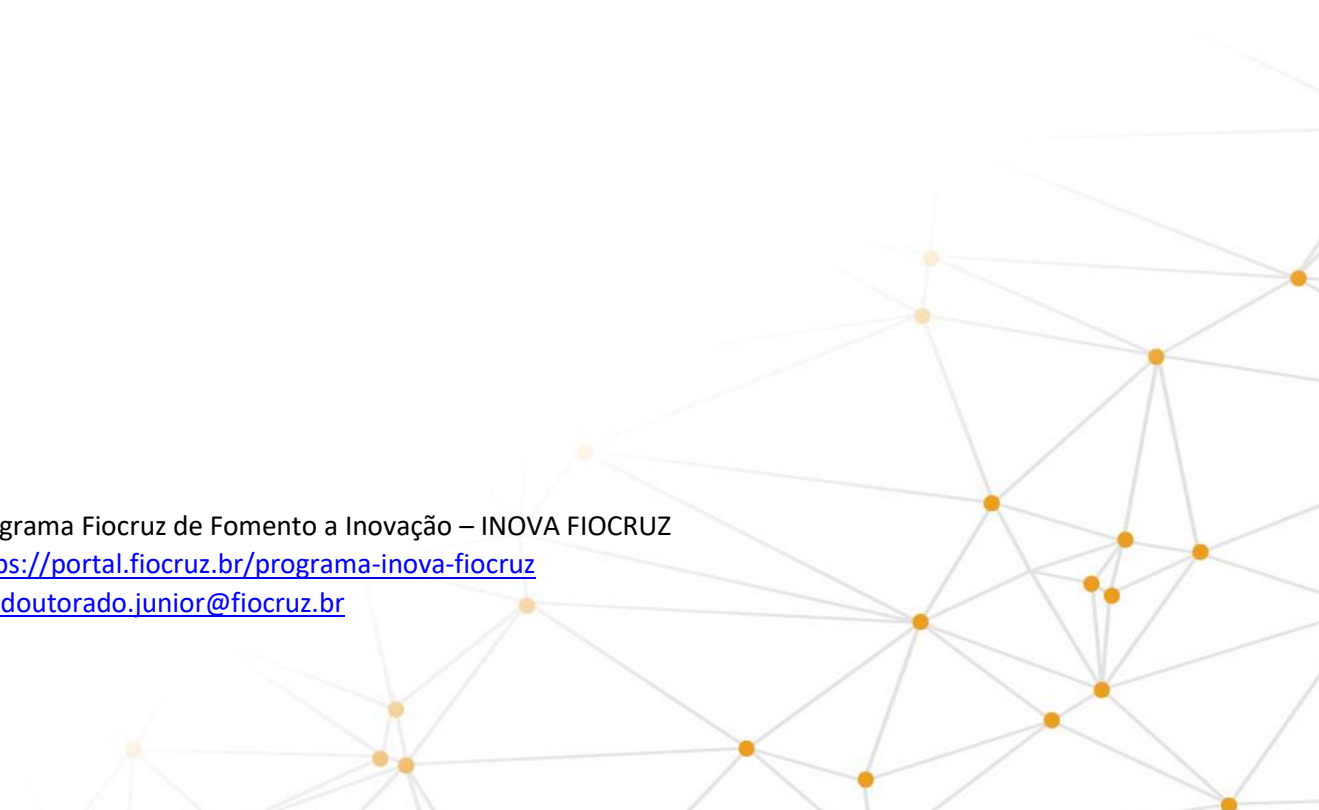 grama Fiocruz de Fomento a Inovação – INOVA FIOCRUZ
ps://portal.fiocruz.br/programa-inova-fiocruz
doutorado.junior@fiocruz.br